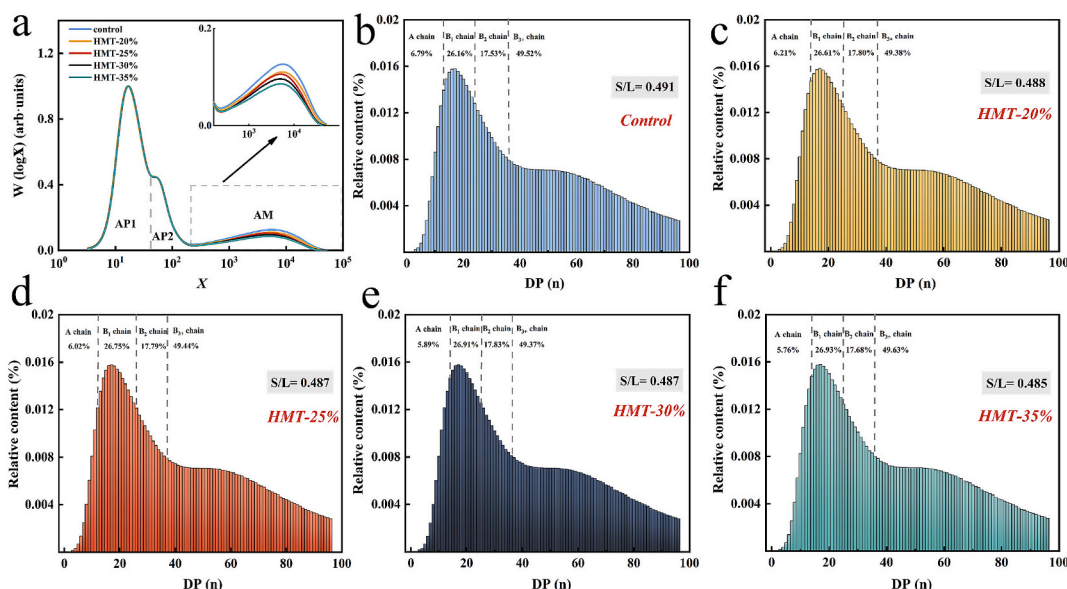 a
control
HMT-20%
HMT-25%
HMT-30%
HMT-35%
W (logX) (arb·units)
1.2
0.8
0.4
0.0
10⁰ 10¹ 10² 10³ 10⁴ 10⁵
X
AP1
AP2
AM
0.2
0.1
0.0
10³ 10⁴
b
A chain B₁ chain B₂ chain B₃₊ chain
6.79% 26.16% 17.53% 49.52%
S/L= 0.491
Control
Relative content (%)
0.02
0.016
0.012
0.008
0.004
0 20 40 60 80 100
DP (n)
c
A chain B₁ chain B₂ chain B₃₊ chain
6.21% 26.61% 17.80% 49.38%
S/L= 0.488
HMT-20%
Relative content (%)
0.02
0.016
0.012
0.008
0.004
0 20 40 60 80 100
DP (n)
d
A chain B₁ chain B₂ chain B₃₊ chain
6.02% 26.75% 17.79% 49.44%
S/L= 0.487
HMT-25%
Relative content (%)
0.02
0.016
0.012
0.008
0.004
0 20 40 60 80 100
DP (n)
e
A chain B₁ chain B₂ chain B₃₊ chain
5.89% 26.91% 17.83% 49.37%
S/L= 0.487
HMT-30%
Relative content (%)
0.02
0.016
0.012
0.008
0.004
0 20 40 60 80 100
DP (n)
f
A chain B₁ chain B₂ chain B₃₊ chain
5.76% 26.93% 17.68% 49.63%
S/L= 0.485
HMT-35%
Relative content (%)
0.02
0.016
0.012
0.008
0.004
0 20 40 60 80 100
DP (n)